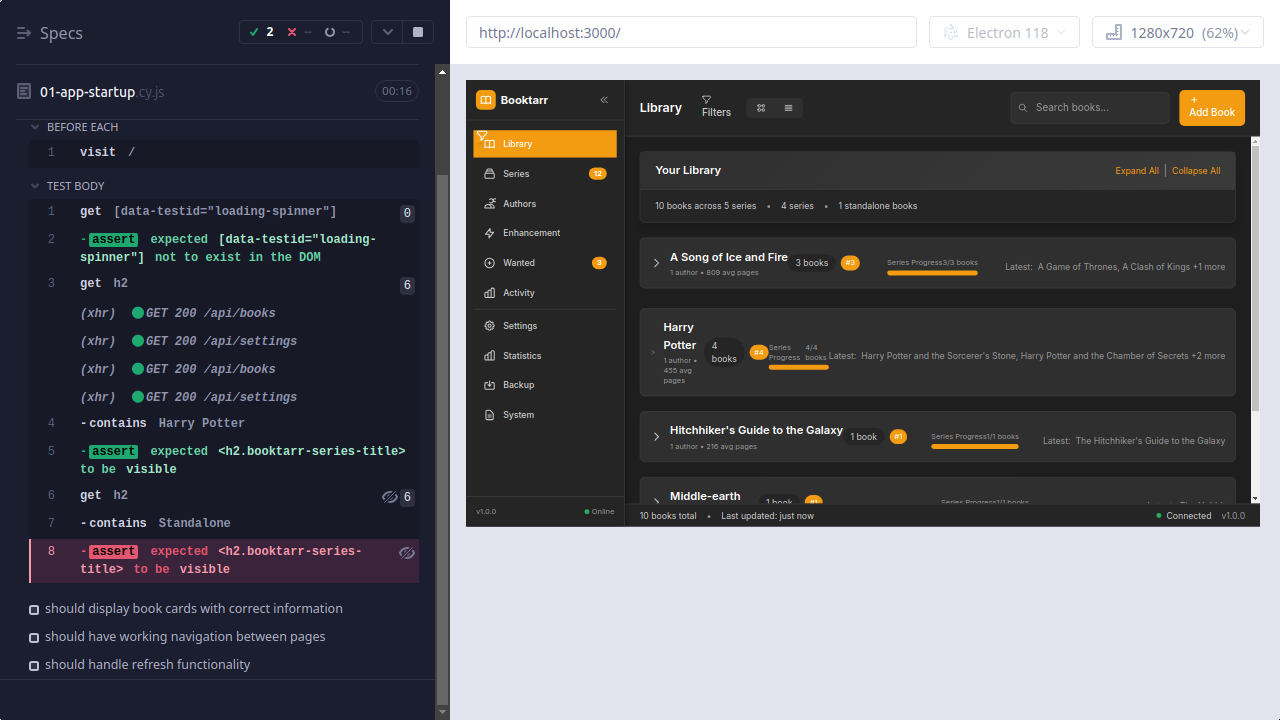 Specs
2
--
--
01-app-startup.cy.js
00:16
BEFORE EACH
1 visit /
TEST BODY
1 get [data-testid="loading-spinner"] 0
2 -assert expected [data-testid="loading-
spinner"] not to exist in the DOM
3 get h2 6
(xhr) GET 200 /api/books
(xhr) GET 200 /api/settings
(xhr) GET 200 /api/books
(xhr) GET 200 /api/settings
4 -contains Harry Potter
5 -assert expected <h2.booktarr-series-title>
to be visible
6 get h2 6
7 -contains Standalone
8 -assert expected <h2.booktarr-series-
title> to be visible
should display book cards with correct information
should have working navigation between pages
should handle refresh functionality
http://localhost:3000/
Electron 118
1280x720 (62%)
Booktarr
Library
Series 12
Authors
Enhancement
Wanted 3
Activity
Settings
Statistics
Backup
System
v1.0.0 Online
Library
Filters
Search books...
+
Add Book
Your Library
Expand All | Collapse All
10 books across 5 series • 4 series • 1 standalone books
A Song of Ice and Fire 3 books #3
1 author • 809 avg pages
Series Progress 3/3 books
Latest: A Game of Thrones, A Clash of Kings +1 more
Harry
Potter
1 author •
455 avg
pages
4
books
#4
Series
Progress
4/4
books
Latest: Harry Potter and the Sorcerer's Stone, Harry Potter and the Chamber of Secrets +2 more
Hitchhiker's Guide to the Galaxy 1 book #1
1 author • 216 avg pages
Series Progress 1/1 books
Latest: The Hitchhiker's Guide to the Galaxy
Middle-earth 1 book #1
Series Progress 1/1 books
10 books total • Last updated: just now
Connected v1.0.0